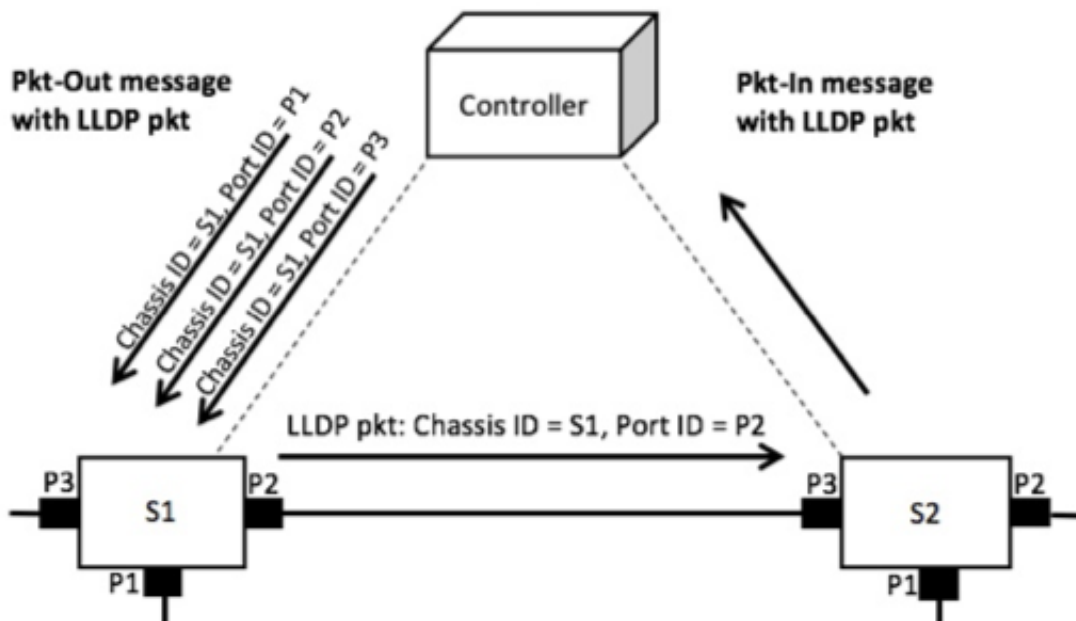 Pkt-Out message
with LLDP pkt
Controller
Pkt-In message
with LLDP pkt
Chassis ID = S1, Port ID = P1
Chassis ID = S1, Port ID = P2
Chassis ID = S1, Port ID = P3
LLDP pkt: Chassis ID = S1, Port ID = P2
P3
S1
P2
P3
S2
P2
P1
P1